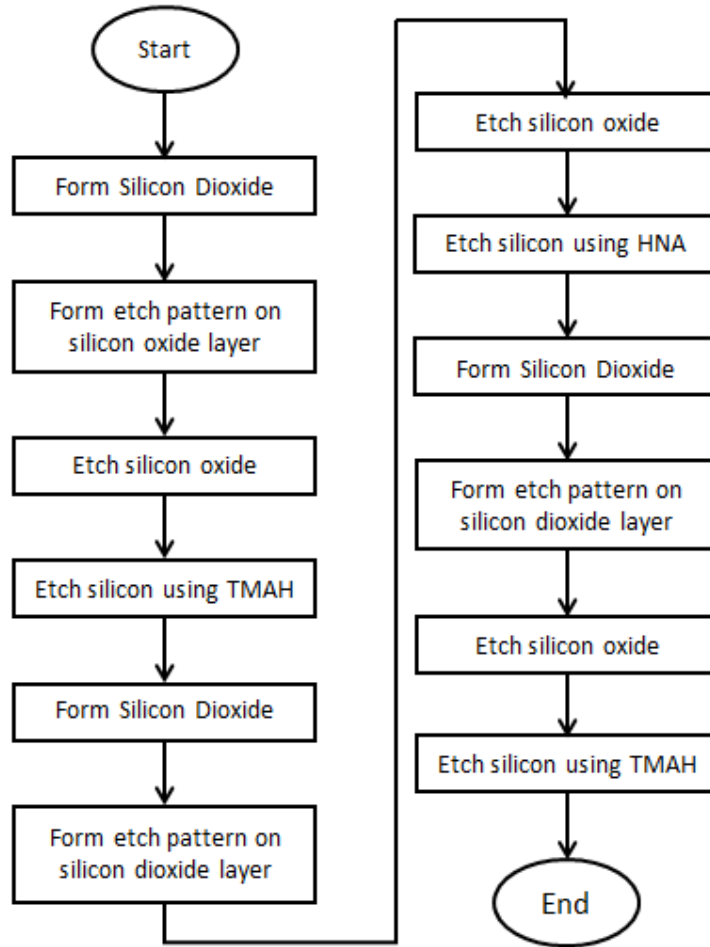 Start
Form Silicon Dioxide
Form etch pattern on
silicon oxide layer
Etch silicon oxide
Etch silicon using TMAH
Form Silicon Dioxide
Form etch pattern on
silicon dioxide layer
Etch silicon oxide
Etch silicon using HNA
Form Silicon Dioxide
Form etch pattern on
silicon dioxide layer
Etch silicon oxide
Etch silicon using TMAH
End